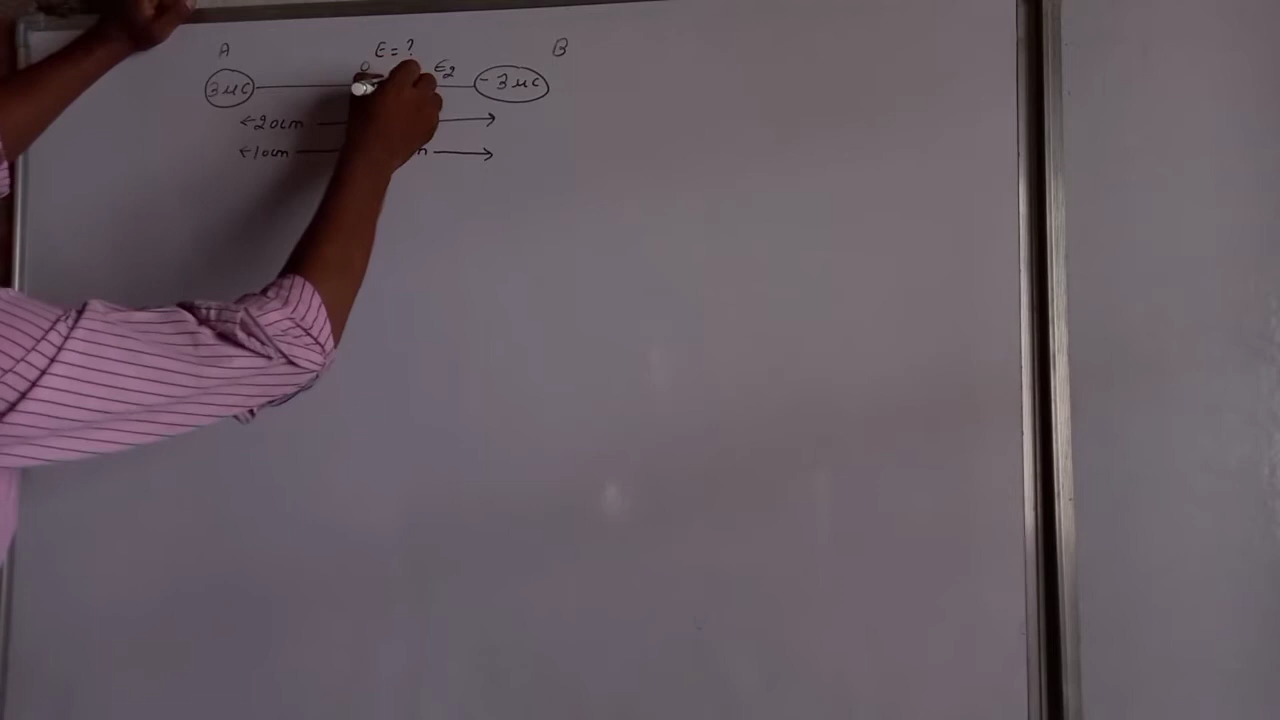 A E = ? B
3μc O E2 -3μc
20cm
10cm